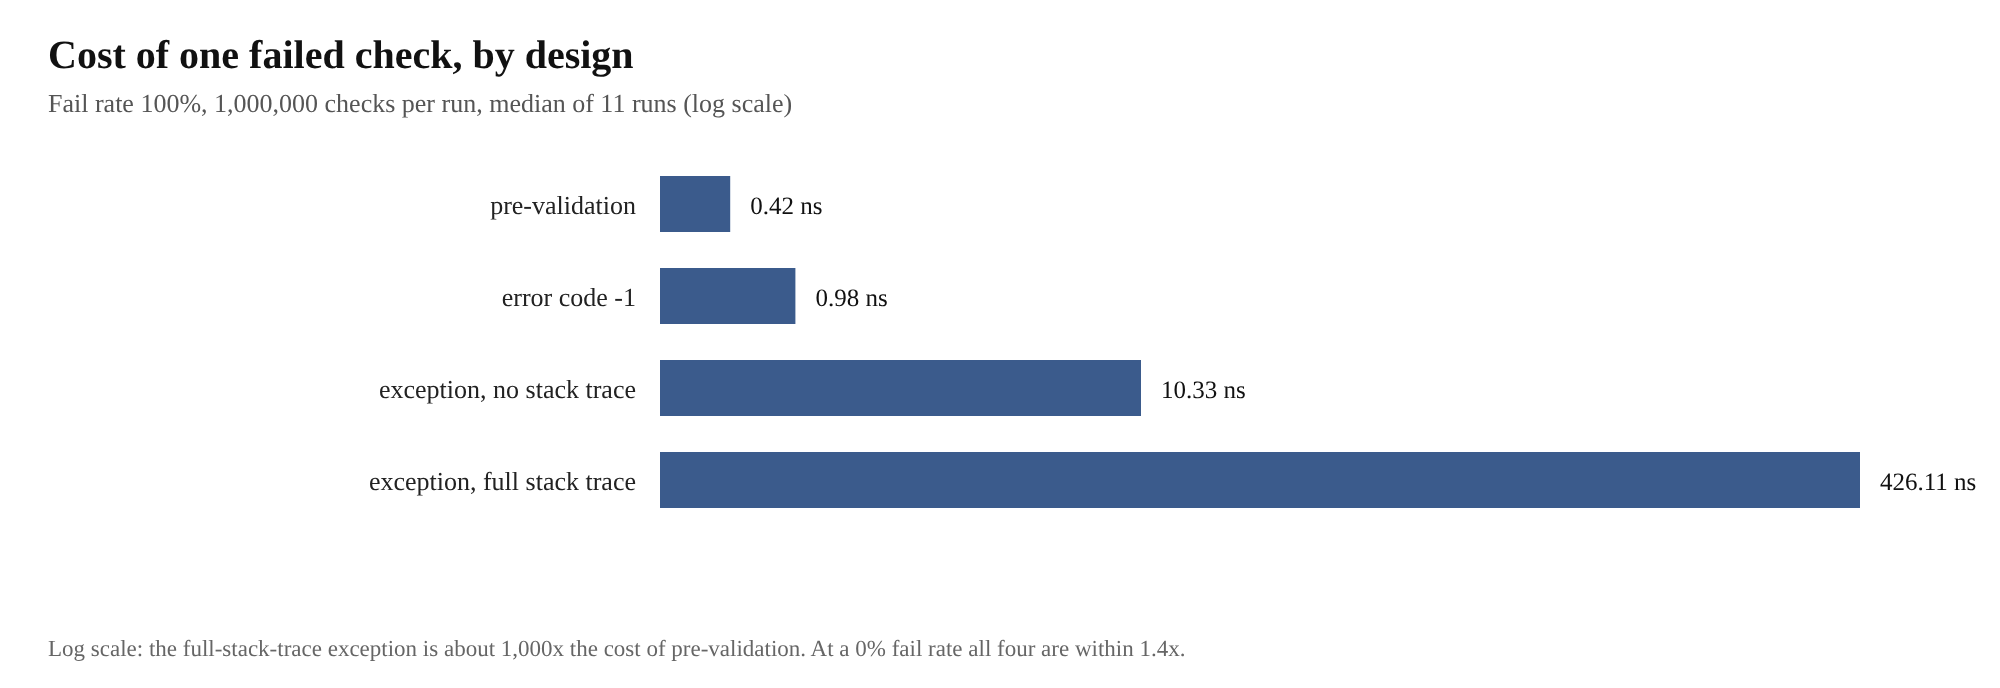 Cost of one failed check, by design
Fail rate 100%, 1,000,000 checks per run, median of 11 runs (log scale)
pre-validation 0.42 ns
error code -1 0.98 ns
exception, no stack trace 10.33 ns
exception, full stack trace 426.11 ns
Log scale: the full-stack-trace exception is about 1,000x the cost of pre-validation. At a 0% fail rate all four are within 1.4x.